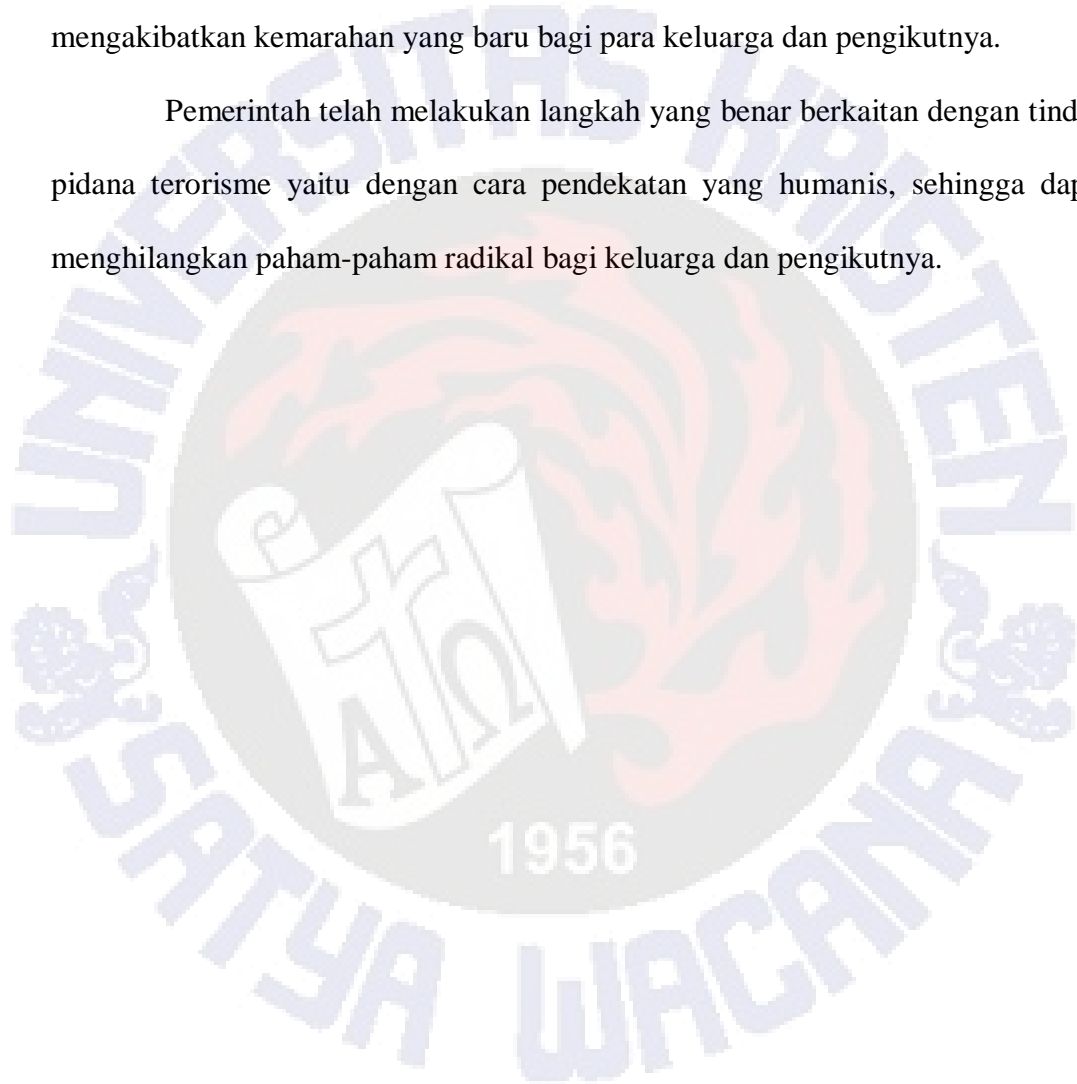 mengakibatkan kemarahan yang baru bagi para keluarga dan pengikutnya.
Pemerintah telah melakukan langkah yang benar berkaitan dengan tind
pidana terorisme yaitu dengan cara pendekatan yang humanis, sehingga dap
menghilangkan paham-paham radikal bagi keluarga dan pengikutnya.
UNIVERSITAS KRISTEN
Α Ω
1956
SATYA WACANA